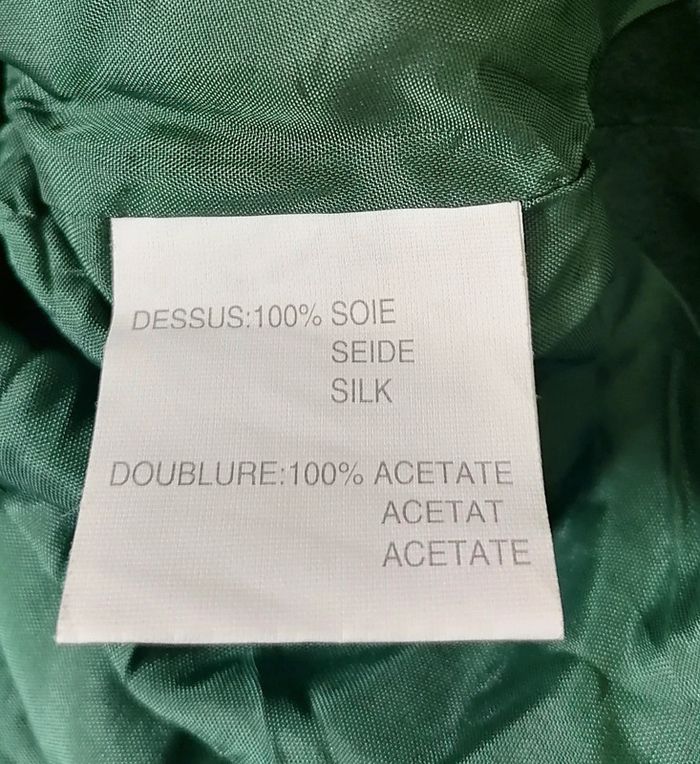 DESSUS:100% SOIE
SEIDE
SILK
DOUBLURE:100% ACETATE
ACETAT
ACETATE